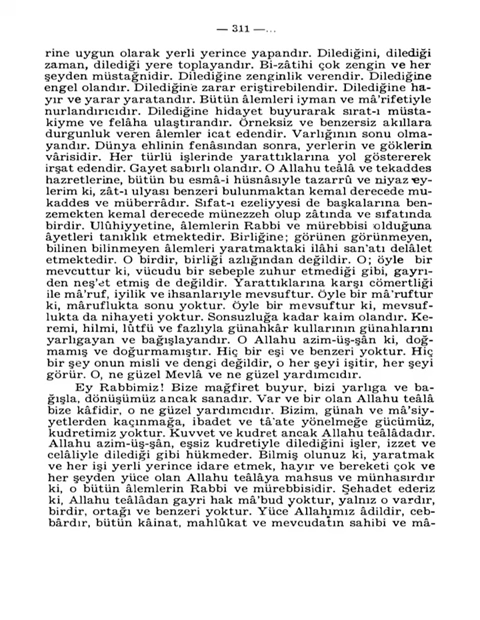 — 311 —...
rine uygun olarak yerli yerince yapandır. Dilediğini, dilediği
zaman, dilediği yere toplayandır. Bi-zâtihi çok zengin ve her
şeyden müstağnidir. Dilediğine zenginlik verendir. Dilediğine
engel olandır. Dilediğine zarar eriştirebilendir. Dilediğine ha-
yır ve yarar yaratandır. Bütün âlemleri iyman ve mâ'rifetiyle
nurlandırıcıdır. Dilediğine hidayet buyurarak sırat-ı müsta-
kiyme ve felâha ulaştırandır. Örneksiz ve benzersiz akıllara
durgunluk veren âlemler icat edendir. Varlığının sonu olma-
yandır. Dünya ehlinin fenâsından sonra, yerlerin ve göklerin
vârisidir. Her türlü işlerinde yarattıklarına yol göstererek
irşat edendir. Gayet sabırlı olandır. O Allahu teâlâ ve tekaddes
hazretlerine, bütün bu esmâ-i hüsnâsiyle tazarrû ve niyaz ey-
lerim ki, zât-ı ulyası benzeri bulunmaktan kemal derecede mu-
kaddes ve müberrâdır. Sıfat-ı ezeliyyesi de başkalarına ben-
zemekten kemal derecede münezzeh olup zâtında ve sıfatında
birdir. Ulûhiyyetine, âlemlerin Rabbi ve mürebbisi olduğuna
âyetleri tanıklık etmektedir. Birliğine; görünen görünmeyen,
bilinen bilinmeyen âlemleri yaratmaktaki ilâhi san'atı delâlet
etmektedir. O birdir, birliği azlığından değildir. O; öyle bir
mevcuttur ki, vücudu bir sebeple zuhur etmediği gibi, gayrı-
den neş'et etmiş de değildir. Yarattıklarına karşı cömertliği
ile mâ'ruf, iyilik ve ihsanlarıyle mevsuftur. Öyle bir mâ'ruftur
ki, mâruflukta sonu yoktur. Öyle bir mevsuftur ki, mevsuf-
lukta da nihayeti yoktur. Sonsuzluğa kadar kaim olandır. Ke-
remi, hilmi, lûtfü ve fazlıyla günahkâr kullarının günahlarını
yarlıgayan ve bağışlayandır. O Allahu azim-üş-şân ki, doğ-
mamış ve doğurmamıştır. Hiç bir eşi ve benzeri yoktur. Hiç
bir şey onun misli ve dengi değildir, o her şeyi işitir, her şeyi
görür. O, ne güzel Mevlâ ve ne güzel yardımcıdır.
Ey Rabbimiz! Bize mağfiret buyur, bizi yarlıga ve ba-
ğışla, dönüşümüz ancak sanadır. Var ve bir olan Allahu teâlâ
bize kâfidir, o ne güzel yardımcıdır. Bizim, günah ve mâ'siy-
yetlerden kaçınmağa, ibadet ve tâ'ate yönelmeğe gücümüz,
kudretimiz yoktur. Kuvvet ve kudret ancak Allahu teâlâdadır.
Allahu azim-üş-şân, eşsiz kudretiyle dilediğini işler, izzet ve
celâliyle dilediği gibi hükmeder. Bilmiş olunuz ki, yaratmak
ve her işi yerli yerince idare etmek, hayır ve bereketi çok ve
her şeyden yüce olan Allahu teâlâya mahsus ve münhasırdır
ki, o bütün âlemlerin Rabbi ve mürebbisidir. Şehadet ederiz
ki, Allahu teâlâdan gayri hak mâ'bud yoktur, yalnız o vardır,
birdir, ortağı ve benzeri yoktur. Yüce Allahımız âdildir, ceb-
bârdır, bütün kâinat, mahlûkat ve mevcudatın sahibi ve mâ-